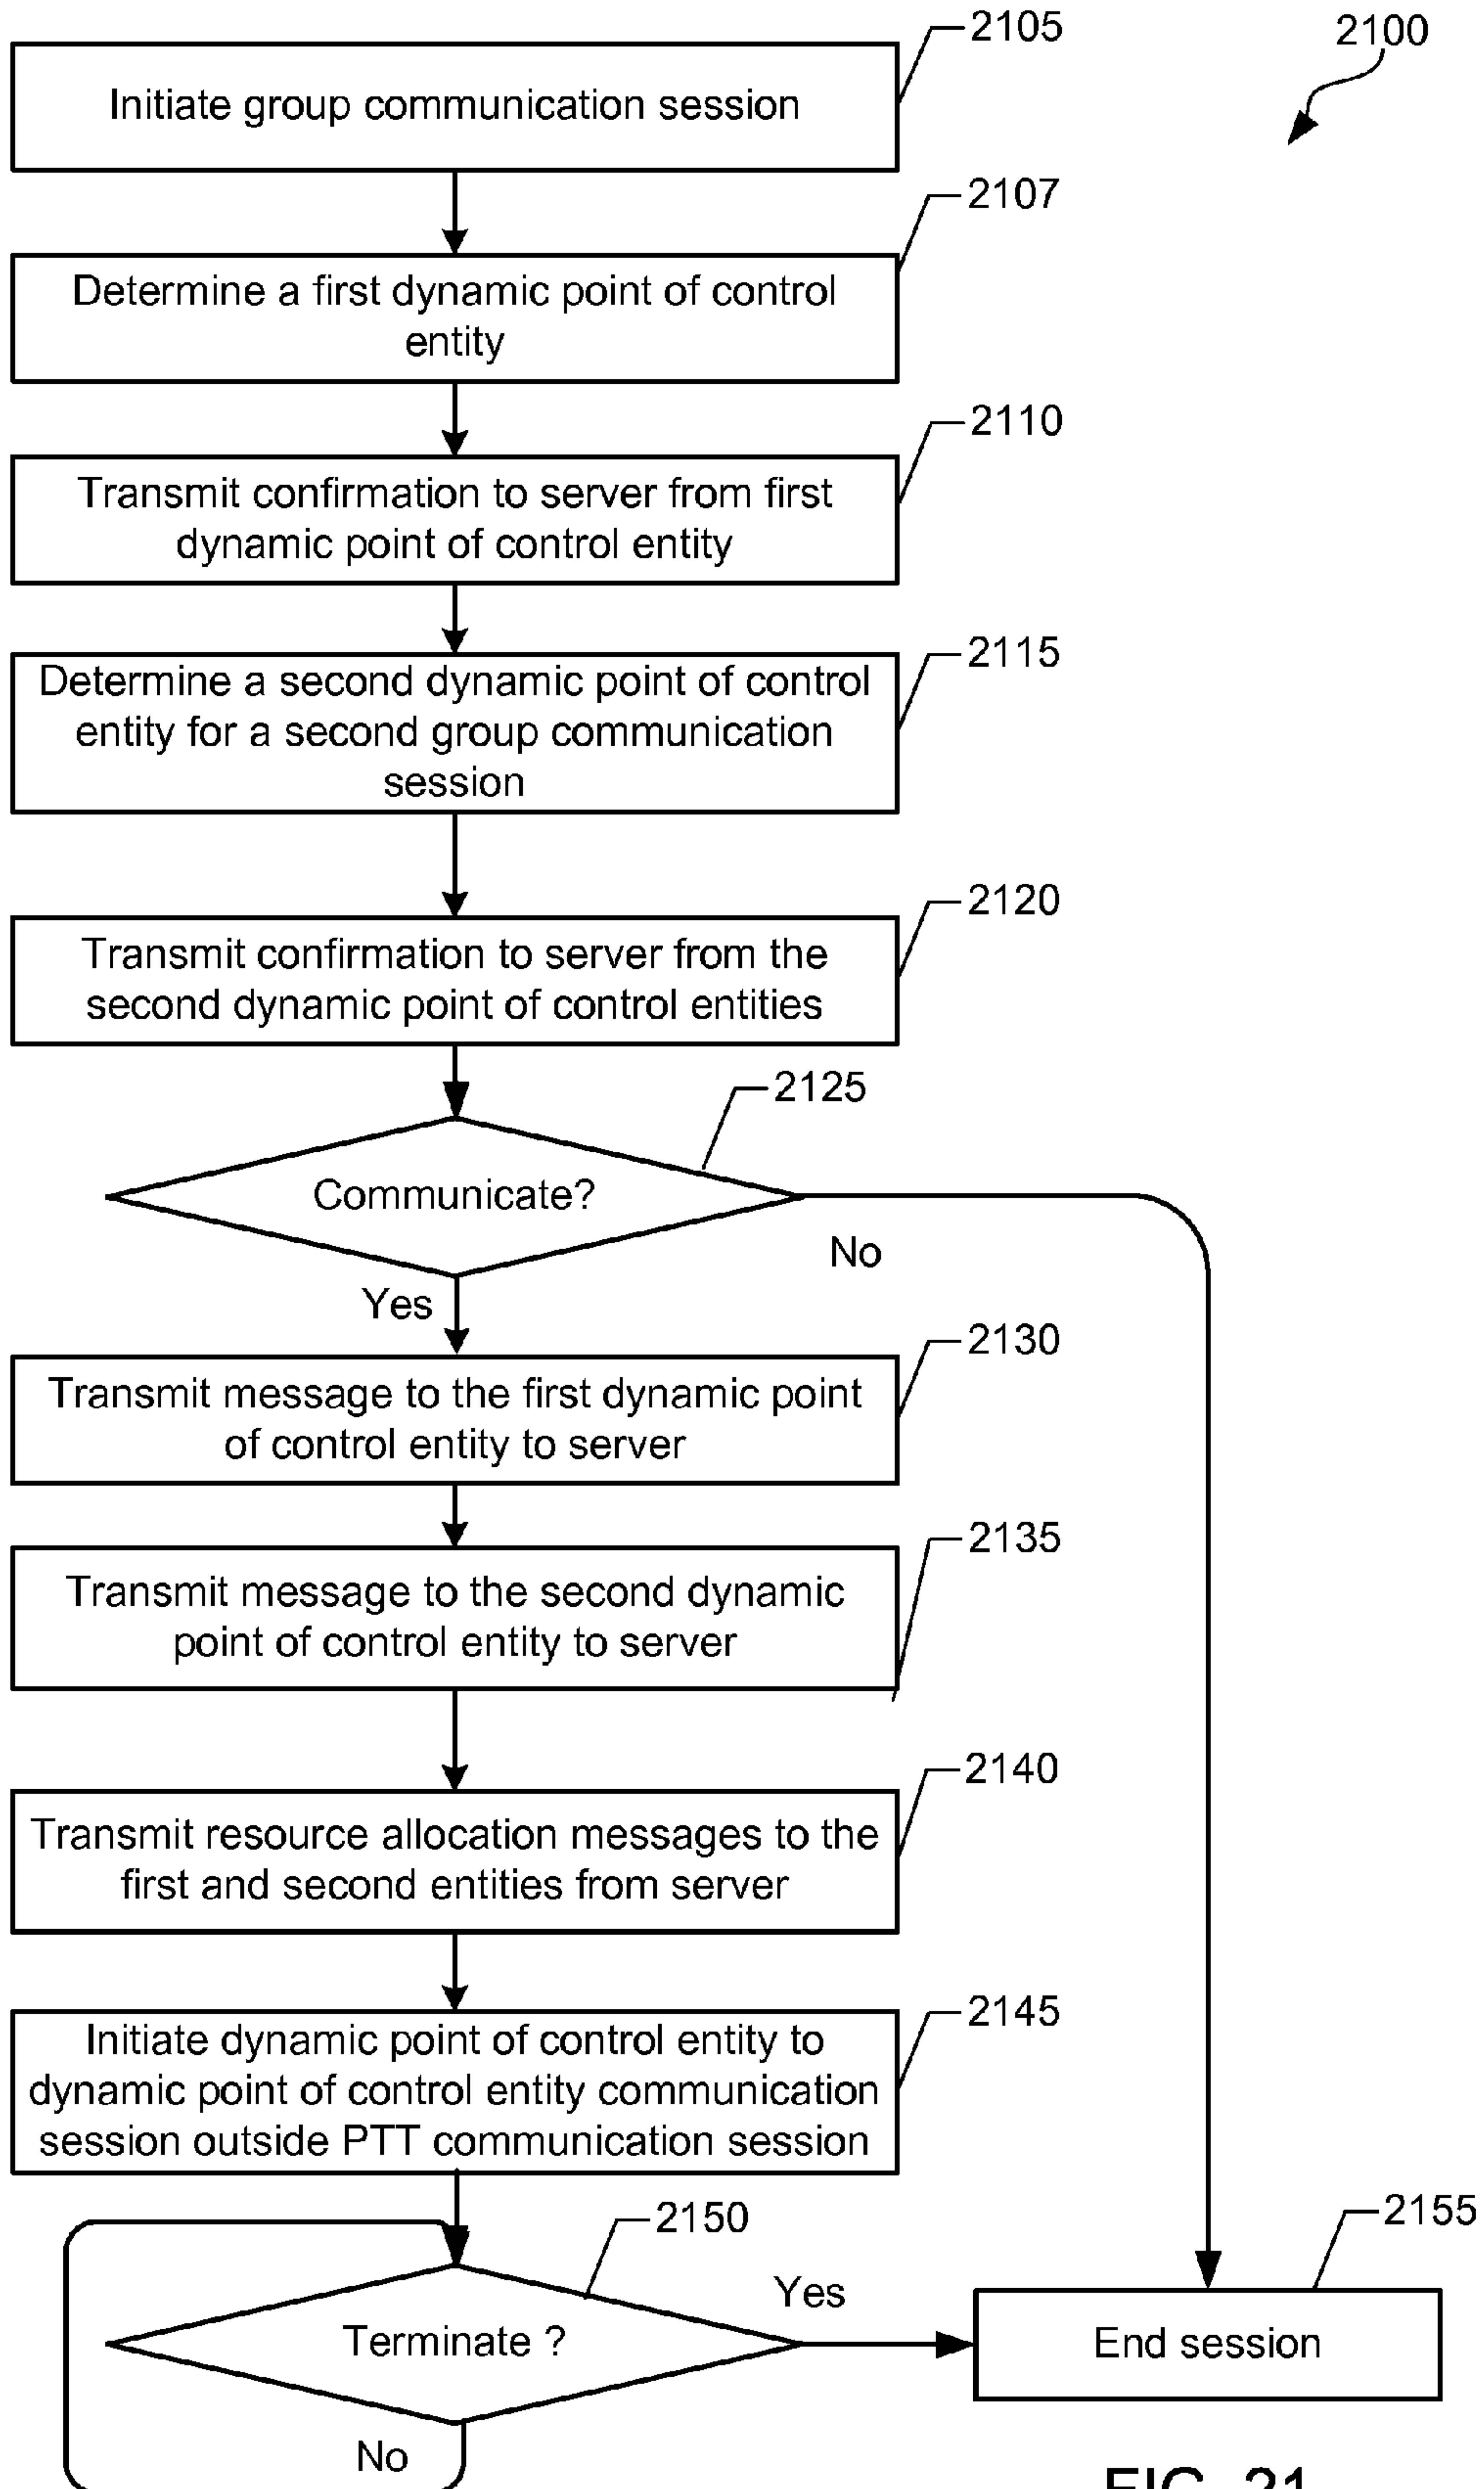 2105
2100
Initiate group communication session
2107
Determine a first dynamic point of control
entity
2110
Transmit confirmation to server from first
dynamic point of control entity
2115
Determine a second dynamic point of control
entity for a second group communication
session
2120
Transmit confirmation to server from the
second dynamic point of control entities
2125
Communicate?
No
Yes
2130
Transmit message to the first dynamic point
of control entity to server
2135
Transmit message to the second dynamic
point of control entity to server
2140
Transmit resource allocation messages to the
first and second entities from server
2145
Initiate dynamic point of control entity to
dynamic point of control entity communication
session outside PTT communication session
2150
2155
Yes
Terminate ?
End session
No
FIG. 21